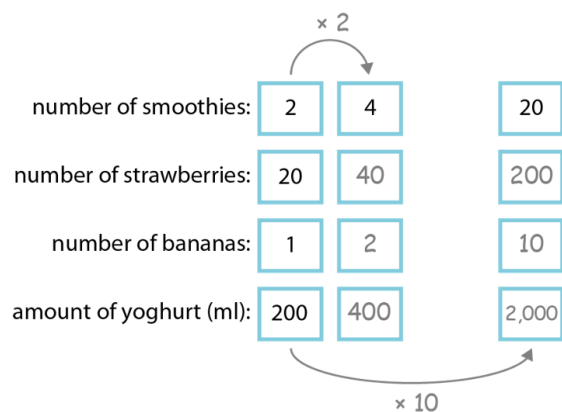 × 2
number of smoothies: 2 4 20
number of strawberries: 20 40 200
number of bananas: 1 2 10
amount of yoghurt (ml): 200 400 2,000
× 10